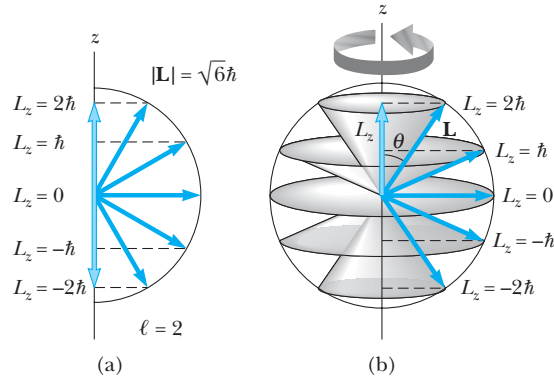 z
|L| = √6ℏ
L_z = 2ℏ
L_z = ℏ
L_z = 0
L_z = −ℏ
L_z = −2ℏ
ℓ = 2
(a)
z
L_z
θ
L
L_z = 2ℏ
L_z = ℏ
L_z = 0
L_z = −ℏ
L_z = −2ℏ
(b)